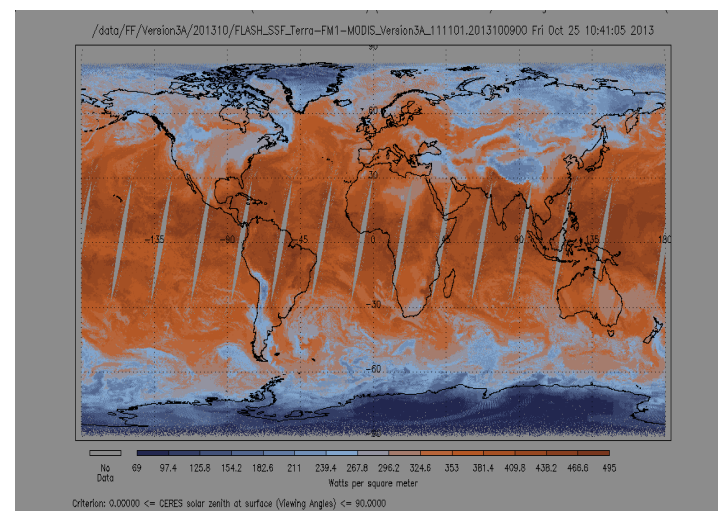 /data/FF/Version3A/201310/FLASH_SSF_Terra-FM1-MODIS_Version3A_111101.2013100900 Fri Oct 25 10:41:05 2013
90
60
30
-135 -90 -45 0 45 90 135 180
-30
-60
-90
No Data
69 97.4 125.8 154.2 182.6 211 239.4 267.8 296.2 324.6 353 381.4 409.8 438.2 466.6 495
Watts per square meter
Criterion: 0.00000 <= CERES solar zenith at surface (Viewing Angles) <= 90.0000